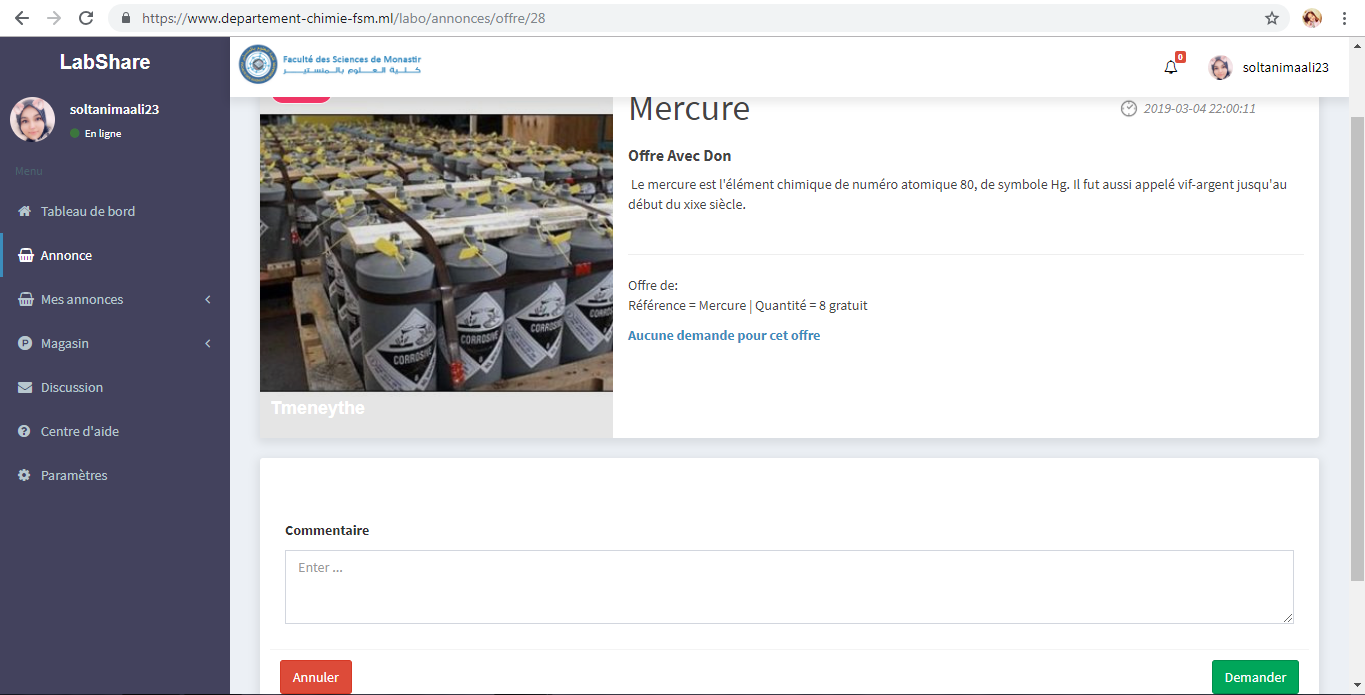 https://www.departement-chimie-fsm.ml/labo/annonces/offre/28
LabShare
Faculté des Sciences de Monastir
كلية العلوم بالمنستير
0
soltanimaali23
soltanimaali23
En ligne
Menu
Tableau de bord
Annonce
Mes annonces
Magasin
Discussion
Centre d'aide
Paramètres
Mercure
2019-03-04 22:00:11
Offre Avec Don
Le mercure est l'élément chimique de numéro atomique 80, de symbole Hg. Il fut aussi appelé vif-argent jusqu'au
début du xixe siècle.
Offre de:
Référence = Mercure | Quantité = 8 gratuit
Aucune demande pour cet offre
CORROSIVE
CORROSIVE
CORROSIVE
Tmeneythe
Commentaire
Enter ...
Annuler
Demander